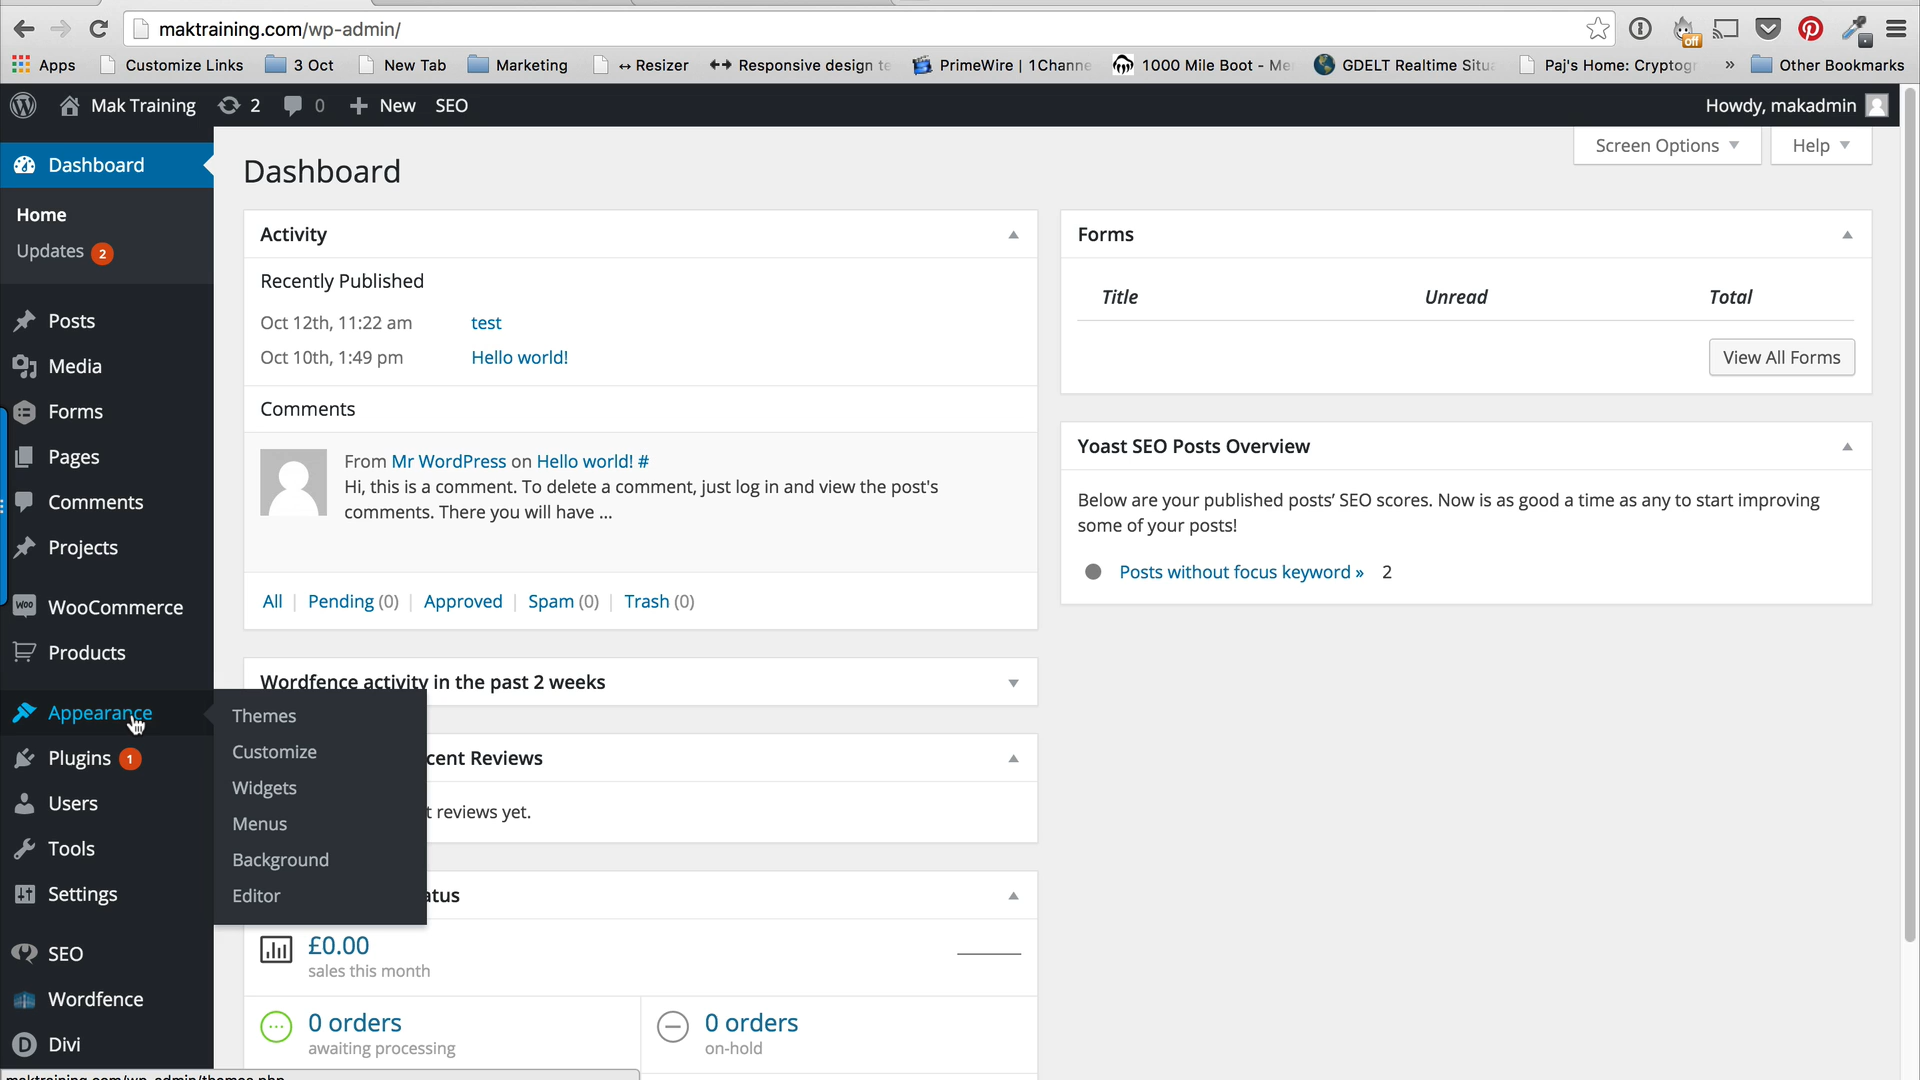 maktraining.com/wp-admin/
off
Apps
Customize Links
3 Oct
New Tab
Marketing
↔ Resizer
Responsive design te
PrimeWire | 1Channe
1000 Mile Boot - Me
GDELT Realtime Situa
Paj's Home: Cryptogr
»
Other Bookmarks
Mak Training
2
0
New
SEO
Howdy, makadmin
Screen Options
Help
Dashboard
Home
Updates 2
Posts
Media
Forms
Pages
Comments
Projects
WooCommerce
Products
Appearance
Plugins 1
Users
Tools
Settings
SEO
Wordfence
Divi
Themes
Customize
Widgets
Menus
Background
Editor
Dashboard
Activity
Recently Published
Oct 12th, 11:22 am test
Oct 10th, 1:49 pm Hello world!
Comments
From Mr WordPress on Hello world! #
Hi, this is a comment. To delete a comment, just log in and view the post's
comments. There you will have ...
All | Pending (0) | Approved | Spam (0) | Trash (0)
Wordfence activity in the past 2 weeks
cent Reviews
t reviews yet.
atus
£0.00
sales this month
0 orders
awaiting processing
0 orders
on-hold
Forms
Title Unread Total
View All Forms
Yoast SEO Posts Overview
Below are your published posts’ SEO scores. Now is as good a time as any to start improving
some of your posts!
Posts without focus keyword » 2
maktraining.com/wp-admin/themes.php